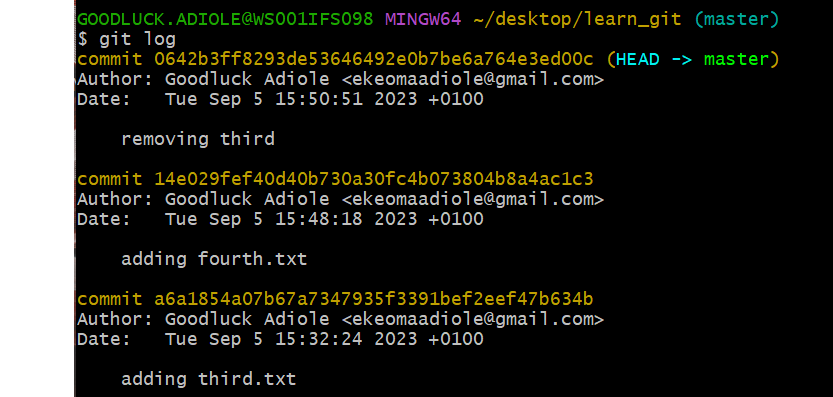 GOODLUCK.ADIOLE@WS001IFS098 MINGW64 ~/desktop/learn_git (master)
$ git log
commit 0642b3ff8293de53646492e0b7be6a764e3ed00c (HEAD -> master)
Author: Goodluck Adiole <ekeomaadiole@gmail.com>
Date:   Tue Sep 5 15:50:51 2023 +0100
    removing third
commit 14e029fef40d40b730a30fc4b073804b8a4ac1c3
Author: Goodluck Adiole <ekeomaadiole@gmail.com>
Date:   Tue Sep 5 15:48:18 2023 +0100
    adding fourth.txt
commit a6a1854a07b67a7347935f3391bef2eef47b634b
Author: Goodluck Adiole <ekeomaadiole@gmail.com>
Date:   Tue Sep 5 15:32:24 2023 +0100
    adding third.txt